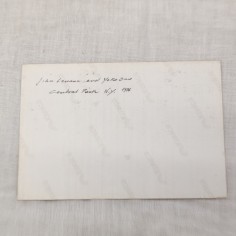 John Lennon and Yoko Ono
Central Park N.Y.